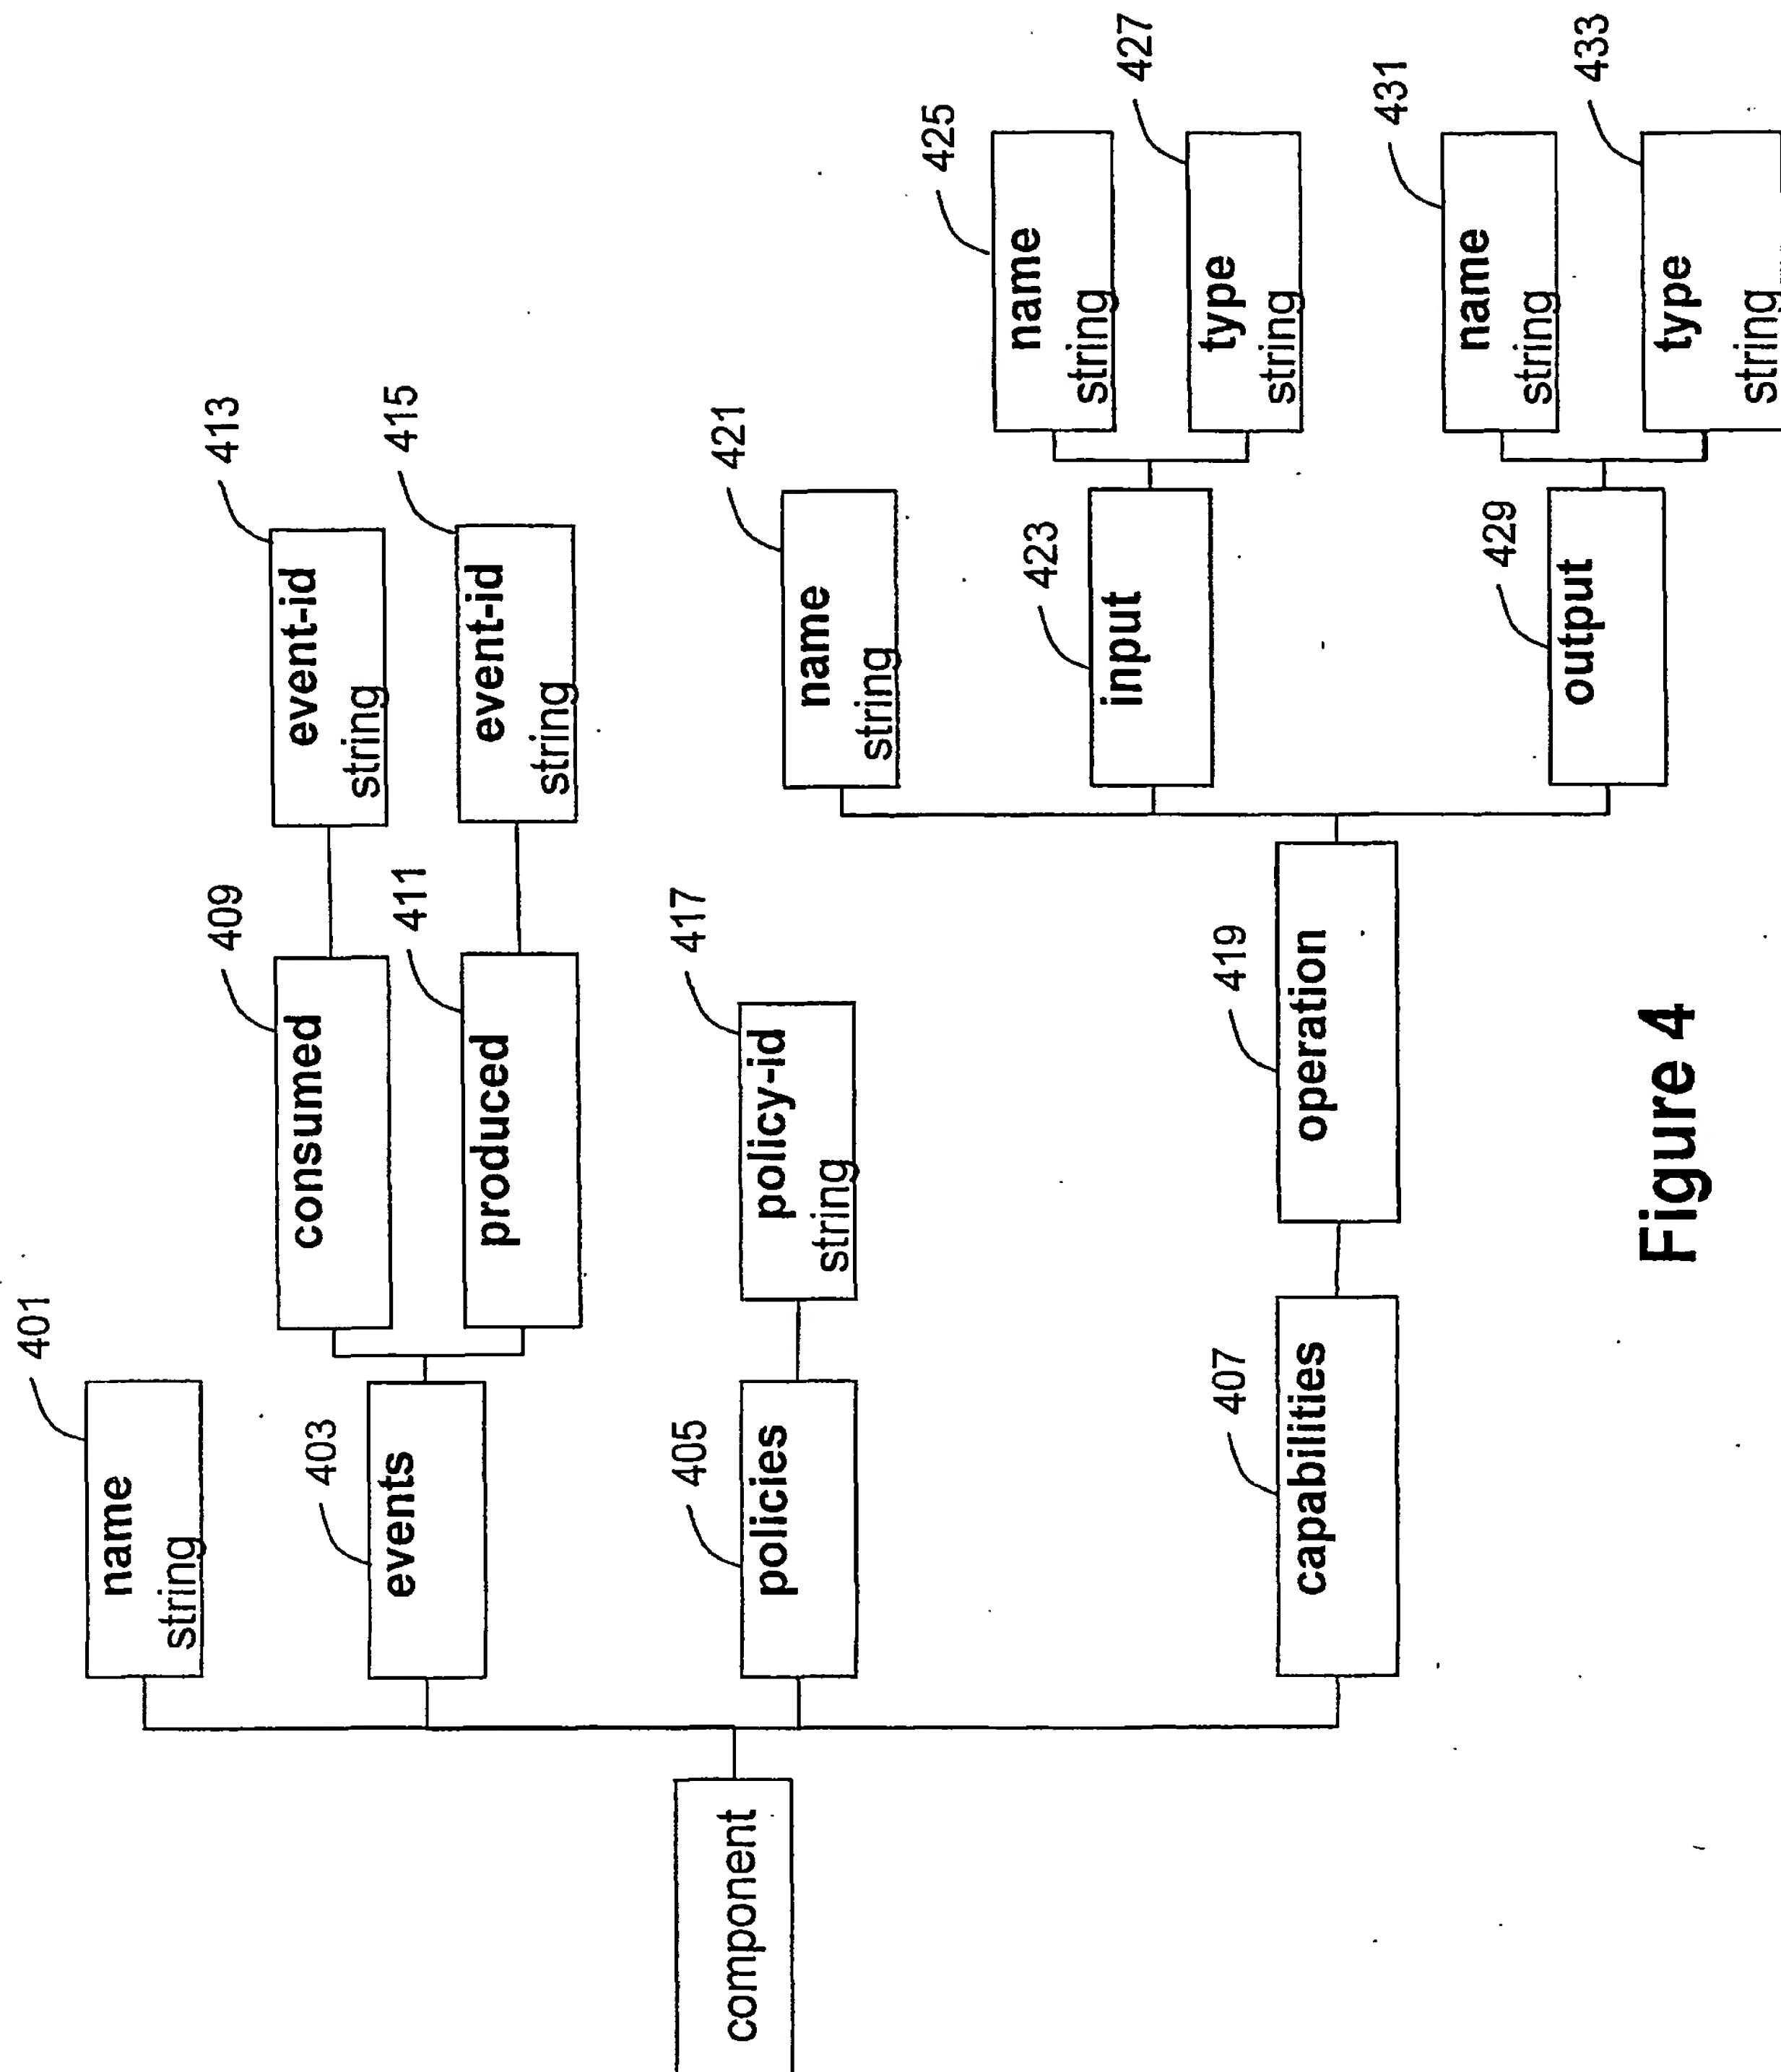 component
401
name
string
403
events
409
consumed
413
event-id
string
411
produced
415
event-id
string
405
policies
417
policy-id
string
407
capabilities
419
operation
421
name
string
423
input
425
name
string
427
type
string
429
output
431
name
string
433
type
string
Figure 4